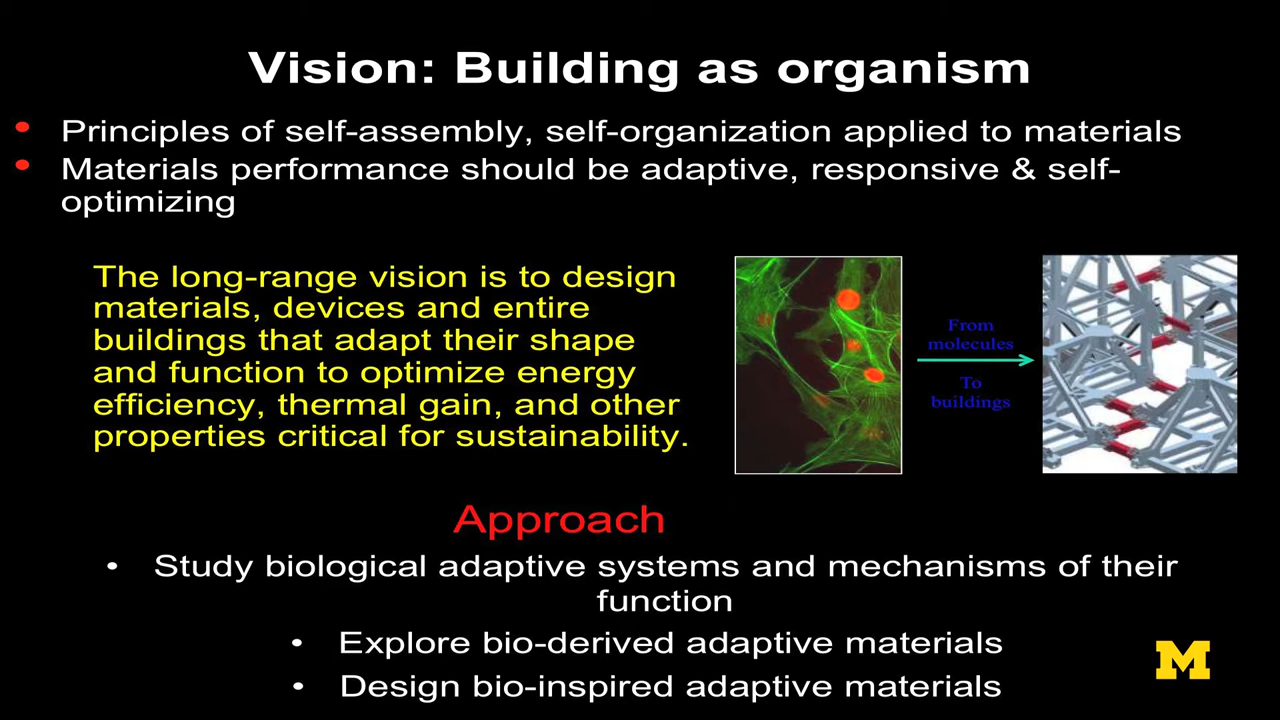 Vision: Building as organism
• Principles of self-assembly, self-organization applied to materials
• Materials performance should be adaptive, responsive & self-
optimizing
The long-range vision is to design
materials, devices and entire
buildings that adapt their shape
and function to optimize energy
efficiency, thermal gain, and other
properties critical for sustainability.
From
molecules
To
buildings
Approach
• Study biological adaptive systems and mechanisms of their
function
• Explore bio-derived adaptive materials
• Design bio-inspired adaptive materials
M